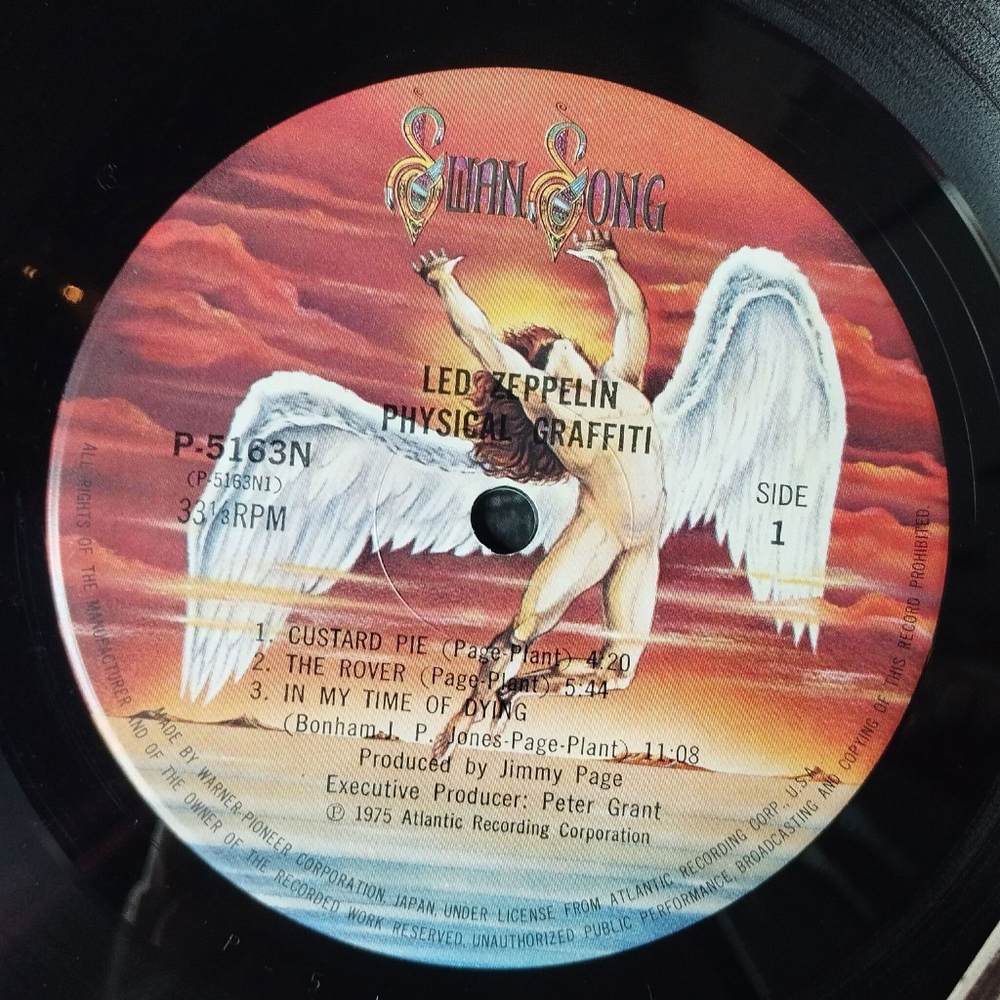 SWAN SONG
LED ZEPPELIN
PHYSICAL GRAFFITI
P-5163N
(P-5163N1)
33⅓RPM
SIDE
1
1. CUSTARD PIE (Page-Plant) 4:20
2. THE ROVER (Page-Plant) 5:44
3. IN MY TIME OF DYING
(Bonham-J. P. Jones-Page-Plant) 11:08
Produced by Jimmy Page
Executive Producer: Peter Grant
℗ 1975 Atlantic Recording Corporation
MADE BY WARNER-PIONEER CORPORATION, JAPAN, UNDER LICENSE FROM ATLANTIC RECORDING CORP., U.S.A.
ALL RIGHTS OF THE MANUFACTURER AND OF THE OWNER OF THE RECORDED WORK RESERVED. UNAUTHORIZED PUBLIC PERFORMANCE, BROADCASTING AND COPYING OF THIS RECORD PROHIBITED.